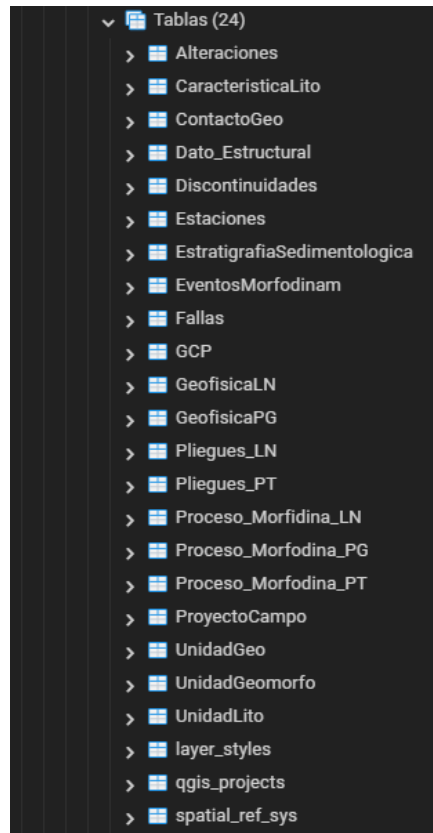 Tablas (24)
Alteraciones
CaracteristicaLito
ContactoGeo
Dato_Estructural
Discontinuidades
Estaciones
EstratigrafiaSedimentologica
EventosMorfodinam
Fallas
GCP
GeofisicaLN
GeofisicaPG
Pliegues_LN
Pliegues_PT
Proceso_Morfidina_LN
Proceso_Morfodina_PG
Proceso_Morfodina_PT
ProyectoCampo
UnidadGeo
UnidadGeomorfo
UnidadLito
layer_styles
qgis_projects
spatial_ref_sys